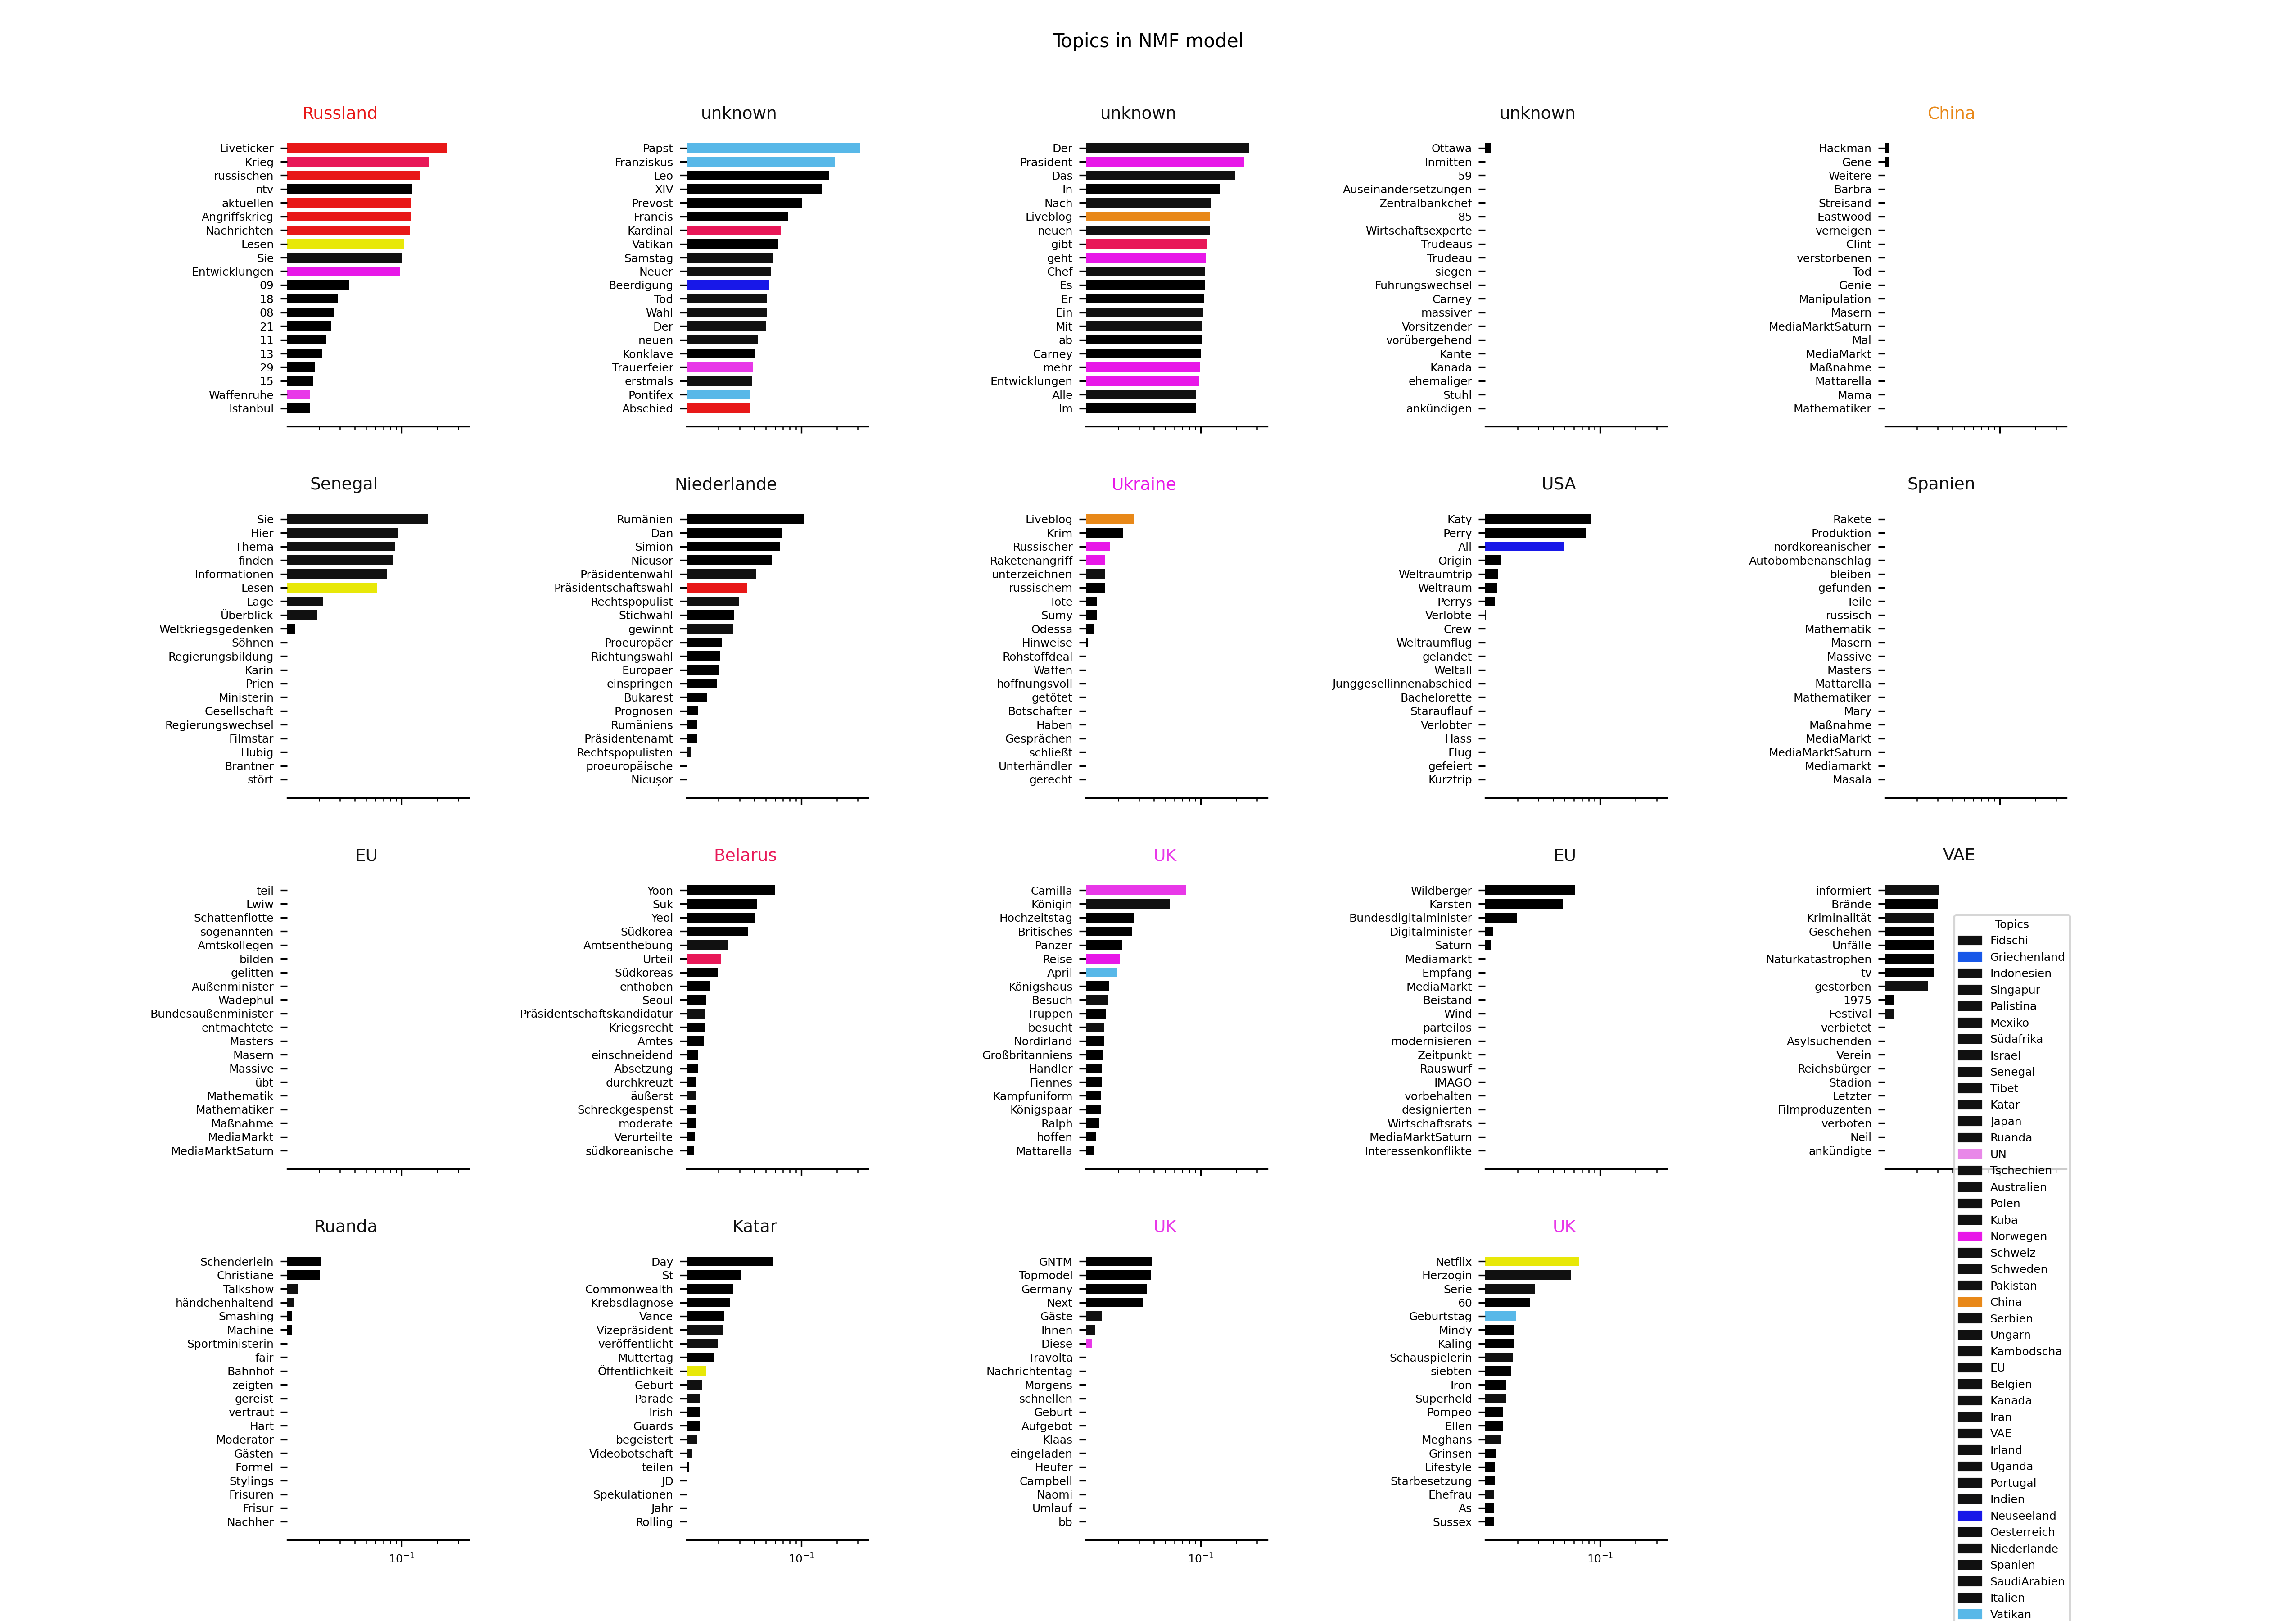 Topics in NMF model
Russland
Liveticker
Krieg
russischen
ntv
aktuellen
Angriffskrieg
Nachrichten
Lesen
Sie
Entwicklungen
09
18
08
21
11
13
29
15
Waffenruhe
Istanbul
unknown
Papst
Franziskus
Leo
XIV
Prevost
Francis
Kardinal
Vatikan
Samstag
Neuer
Beerdigung
Tod
Wahl
Der
neuen
Konklave
Trauerfeier
erstmals
Pontifex
Abschied
unknown
Der
Präsident
Das
In
Nach
Liveblog
neuen
gibt
geht
Chef
Es
Er
Ein
Mit
ab
Carney
mehr
Entwicklungen
Alle
Im
unknown
Ottawa
Inmitten
59
Auseinandersetzungen
Zentralbankchef
85
Wirtschaftsexperte
Trudeaus
Trudeau
siegen
Führungswechsel
Carney
massiver
Vorsitzender
vorübergehend
Kante
Kanada
ehemaliger
Stuhl
ankündigen
China
Hackman
Gene
Weitere
Barbra
Streisand
Eastwood
verneigen
Clint
verstorbenen
Tod
Genie
Manipulation
Masern
MediaMarktSaturn
Mal
MediaMarkt
Maßnahme
Mattarella
Mama
Mathematiker
Senegal
Sie
Hier
Thema
finden
Informationen
Lesen
Lage
Überblick
Weltkriegsgedenken
Söhnen
Regierungsbildung
Karin
Prien
Ministerin
Gesellschaft
Regierungswechsel
Filmstar
Hubig
Brantner
stört
Niederlande
Rumänien
Dan
Simion
Nicusor
Präsidentenwahl
Präsidentschaftswahl
Rechtspopulist
Stichwahl
gewinnt
Proeuropäer
Richtungswahl
Europäer
einspringen
Bukarest
Prognosen
Rumäniens
Präsidentenamt
Rechtspopulisten
proeuropäische
Nicușor
Ukraine
Liveblog
Krim
Russischer
Raketenangriff
unterzeichnen
russischem
Tote
Sumy
Odessa
Hinweise
Rohstoffdeal
Waffen
hoffnungsvoll
getötet
Botschafter
Haben
Gesprächen
schließt
Unterhändler
gerecht
USA
Katy
Perry
All
Origin
Weltraumtrip
Weltraum
Perrys
Verlobte
Crew
Weltraumflug
gelandet
Weltall
Junggesellinnenabschied
Bachelorette
Starauflauf
Verlobter
Hass
Flug
gefeiert
Kurztrip
Spanien
Rakete
Produktion
nordkoreanischer
Autobombenanschlag
bleiben
gefunden
Teile
russisch
Mathematik
Masern
Massive
Masters
Mattarella
Mathematiker
Mary
Maßnahme
MediaMarkt
MediaMarktSaturn
Mediamarkt
Masala
EU
teil
Lwiw
Schattenflotte
sogenannten
Amtskollegen
bilden
gelitten
Außenminister
Wadephul
Bundesaußenminister
entmachtete
Masters
Masern
Massive
übt
Mathematik
Mathematiker
Maßnahme
MediaMarkt
MediaMarktSaturn
Belarus
Yoon
Suk
Yeol
Südkorea
Amtsenthebung
Urteil
Südkoreas
enthoben
Seoul
Präsidentschaftskandidatur
Kriegsrecht
Amtes
einschneidend
Absetzung
durchkreuzt
äußerst
Schreckgespenst
moderate
Verurteilte
südkoreanische
UK
Camilla
Königin
Hochzeitstag
Britisches
Panzer
Reise
April
Königshaus
Besuch
Truppen
besucht
Nordirland
Großbritanniens
Handler
Fiennes
Kampfuniform
Königspaar
Ralph
hoffen
Mattarella
EU
Wildberger
Karsten
Bundesdigitalminister
Digitalminister
Saturn
Mediamarkt
Empfang
MediaMarkt
Beistand
Wind
parteilos
modernisieren
Zeitpunkt
Rauswurf
IMAGO
vorbehalten
designierten
Wirtschaftsrats
MediaMarktSaturn
Interessenkonflikte
VAE
informiert
Brände
Kriminalität
Geschehen
Unfälle
Naturkatastrophen
tv
gestorben
1975
Festival
verbietet
Asylsuchenden
Verein
Reichsbürger
Stadion
Letzter
Filmproduzenten
verboten
Neil
ankündigte
Ruanda
Schenderlein
Christiane
Talkshow
händchenhaltend
Smashing
Machine
Sportministerin
fair
Bahnhof
zeigten
gereist
vertraut
Hart
Moderator
Gästen
Formel
Stylings
Frisuren
Frisur
Nachher
10⁻¹
Katar
Day
St
Commonwealth
Krebsdiagnose
Vance
Vizepräsident
veröffentlicht
Muttertag
Öffentlichkeit
Geburt
Parade
Irish
Guards
begeistert
Videobotschaft
teilen
JD
Spekulationen
Jahr
Rolling
10⁻¹
UK
GNTM
Topmodel
Germany
Next
Gäste
Ihnen
Diese
Travolta
Nachrichtentag
Morgens
schnellen
Geburt
Aufgebot
Klaas
eingeladen
Heufer
Campbell
Naomi
Umlauf
bb
10⁻¹
UK
Netflix
Herzogin
Serie
60
Geburtstag
Mindy
Kaling
Schauspielerin
siebten
Iron
Superheld
Pompeo
Ellen
Meghans
Grinsen
Lifestyle
Starbesetzung
Ehefrau
As
Sussex
10⁻¹
Topics
Fidschi
Griechenland
Indonesien
Singapur
Palistina
Mexiko
Südafrika
Israel
Senegal
Tibet
Katar
Japan
Ruanda
UN
Tschechien
Australien
Polen
Kuba
Norwegen
Schweiz
Schweden
Pakistan
China
Serbien
Ungarn
Kambodscha
EU
Belgien
Kanada
Iran
VAE
Irland
Uganda
Portugal
Indien
Neuseeland
Oesterreich
Niederlande
Spanien
SaudiArabien
Italien
Vatikan